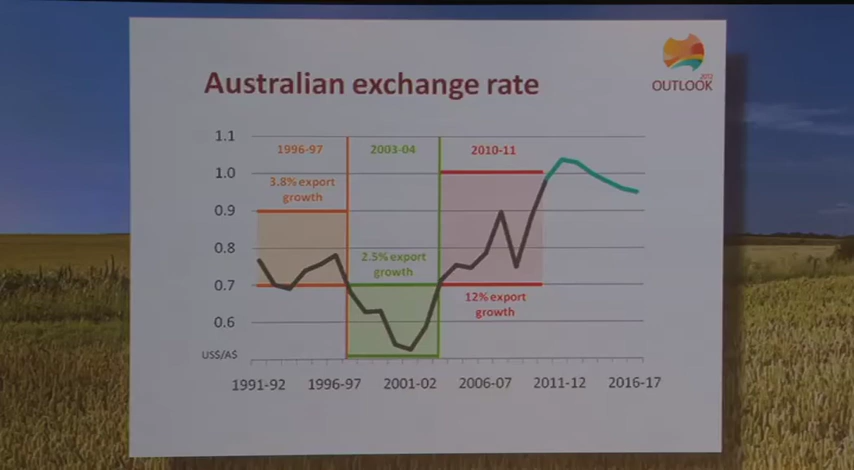 Australian exchange rate
2012
OUTLOOK
1.1
1.0
0.9
0.8
0.7
0.6
US$/A$
1996-97
3.8% export
growth
2003-04
2.5% export
growth
2010-11
12% export
growth
1991-92 1996-97 2001-02 2006-07 2011-12 2016-17